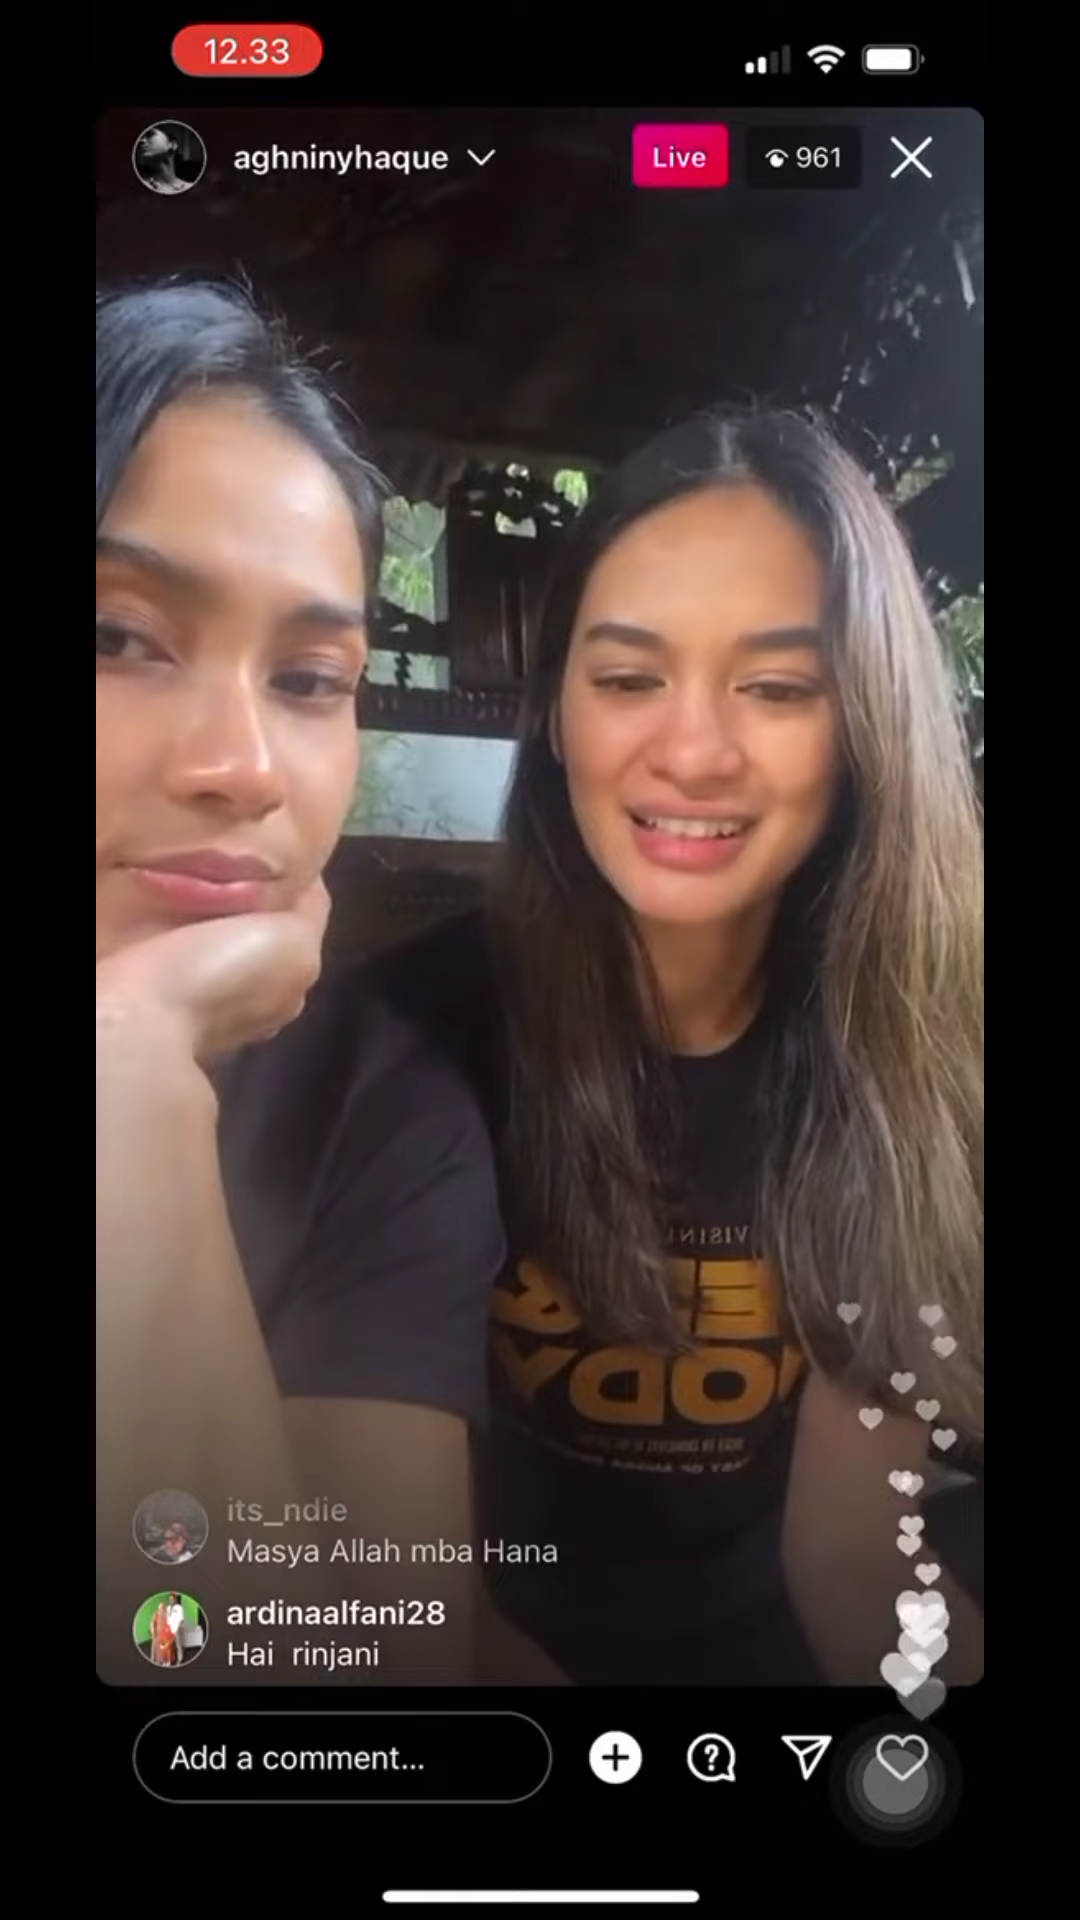 12.33
aghninyhaque
Live
961
its_ndie
Masya Allah mba Hana
ardinaalfani28
Hai rinjani
Add a comment...